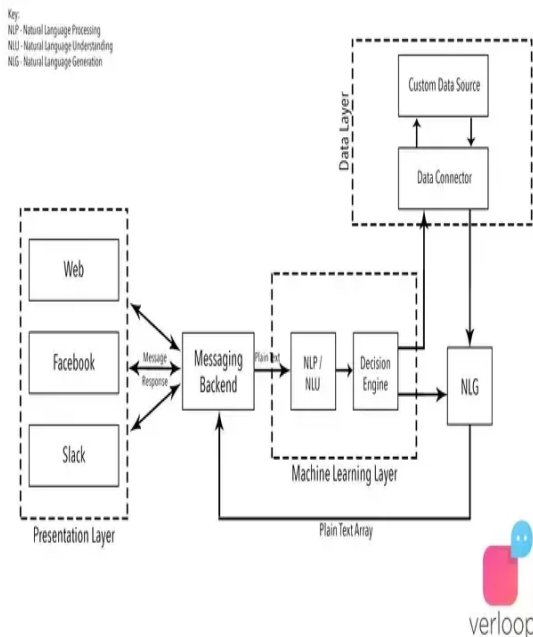 Key:
NLP - Natural Language Processing
NLU - Natural Language Understanding
NLG - Natural Language Generation
Custom Data Source
Data Layer
Data Connector
Web
Facebook
Slack
Presentation Layer
Message
Response
Messaging
Backend
Plain Text
NLP /
NLU
Decision
Engine
Machine Learning Layer
NLG
Plain Text Array
verloop